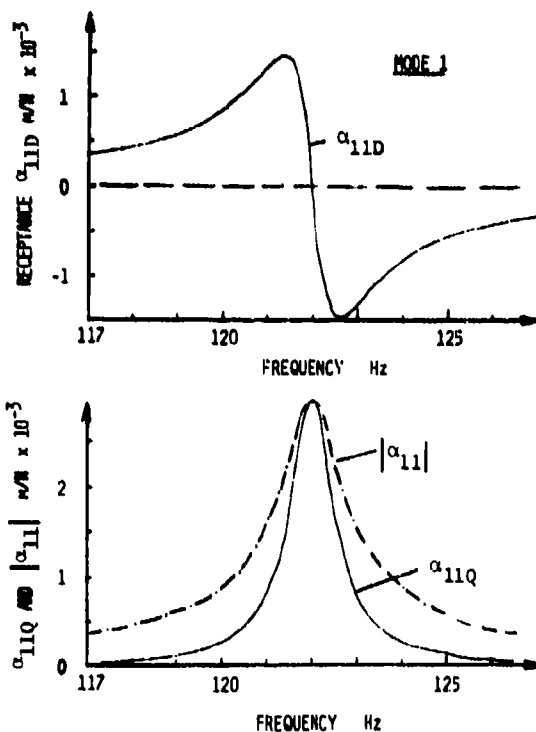 RECEPTANCE α11D m/N x 10-3
1
0
-1
MODE 1
α11D
117
120
125
FREQUENCY Hz
α11Q AND |α11| m/N x 10-3
2
1
0
|α11|
α11Q
117
120
125
FREQUENCY Hz